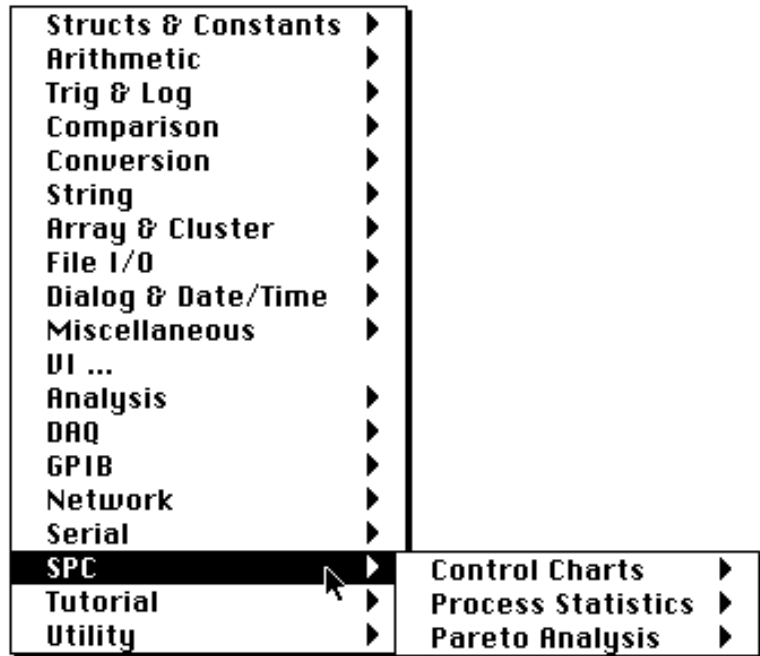 Structs & Constants
Arithmetic
Trig & Log
Comparison
Conversion
String
Array & Cluster
File I/O
Dialog & Date/Time
Miscellaneous
VI ...
Analysis
DAQ
GPIB
Network
Serial
SPC
Tutorial
Utility
Control Charts
Process Statistics
Pareto Analysis